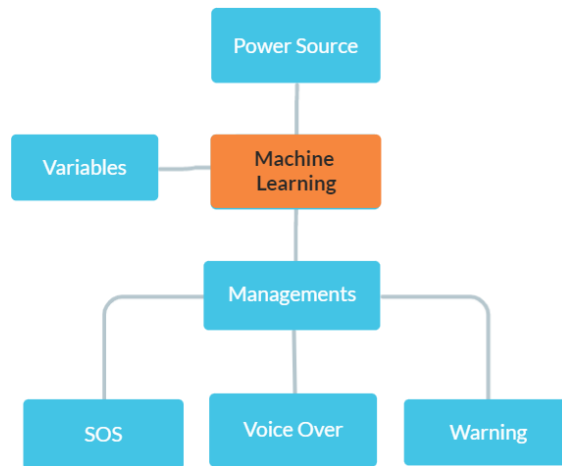 Power Source
Variables
Machine
Learning
Managements
SOS
Voice Over
Warning